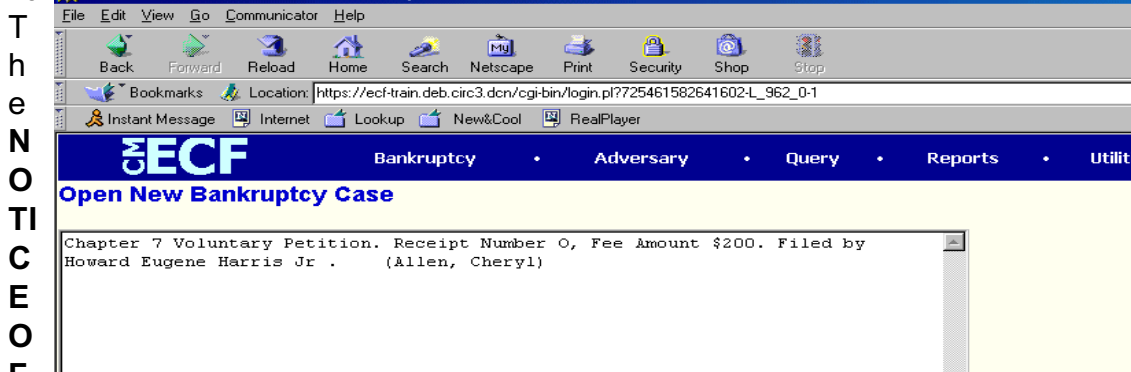 T
h
e
N
O
TI
C
E
O
File Edit View Go Communicator Help
Back Forward Reload Home Search Netscape Print Security Shop Stop
My
Bookmarks Location: https://ecf-train.deb.circ3.dcn/cgi-bin/login.pl?725461582641602-L_962_0-1
Instant Message Internet Lookup New&Cool RealPlayer
CM ECF Bankruptcy • Adversary • Query • Reports •
Open New Bankruptcy Case
Chapter 7 Voluntary Petition. Receipt Number O, Fee Amount $200. Filed by
Howard Eugene Harris Jr . (Allen, Cheryl)